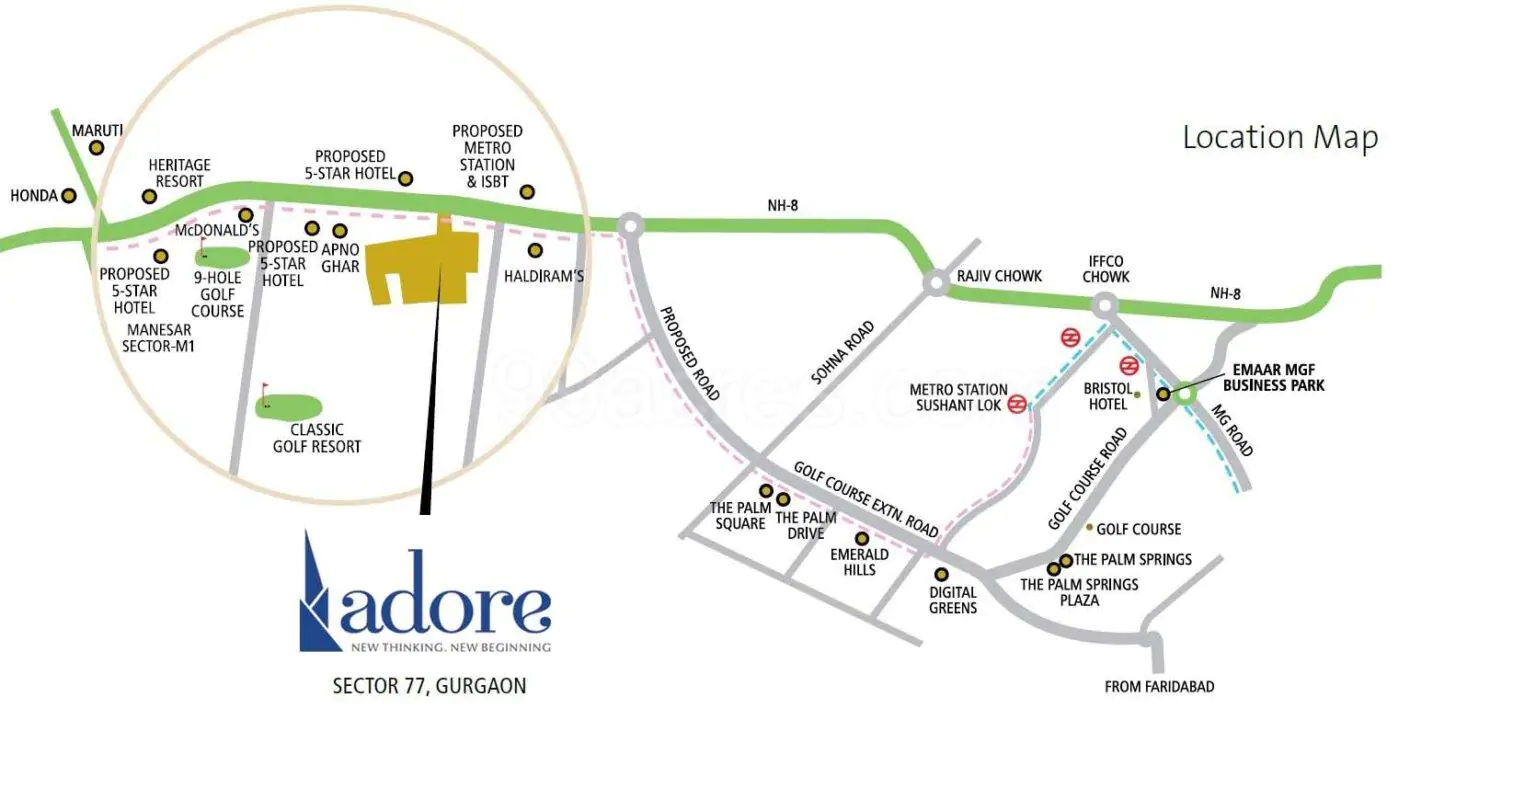 Location Map
MARUTI
HONDA
HERITAGE
RESORT
PROPOSED
5-STAR HOTEL
PROPOSED
METRO
STATION
& ISBT
McDONALD'S
PROPOSED
5-STAR
HOTEL
APNO
GHAR
HALDIRAM'S
PROPOSED
5-STAR
HOTEL
MANESAR
SECTOR-M1
9-HOLE
GOLF
COURSE
CLASSIC
GOLF RESORT
NH-8
RAJIV CHOWK
IFFCO
CHOWK
NH-8
PROPOSED ROAD
SOHNA ROAD
METRO STATION
SUSHANT LOK
BRISTOL
HOTEL
EMAAR MGF
BUSINESS PARK
MG ROAD
GOLF COURSE ROAD
GOLF COURSE EXTN. ROAD
THE PALM
SQUARE
THE PALM
DRIVE
EMERALD
HILLS
DIGITAL
GREENS
GOLF COURSE
THE PALM SPRINGS
THE PALM SPRINGS
PLAZA
FROM FARIDABAD
99acres.com
adore
NEW THINKING. NEW BEGINNING
SECTOR 77, GURGAON